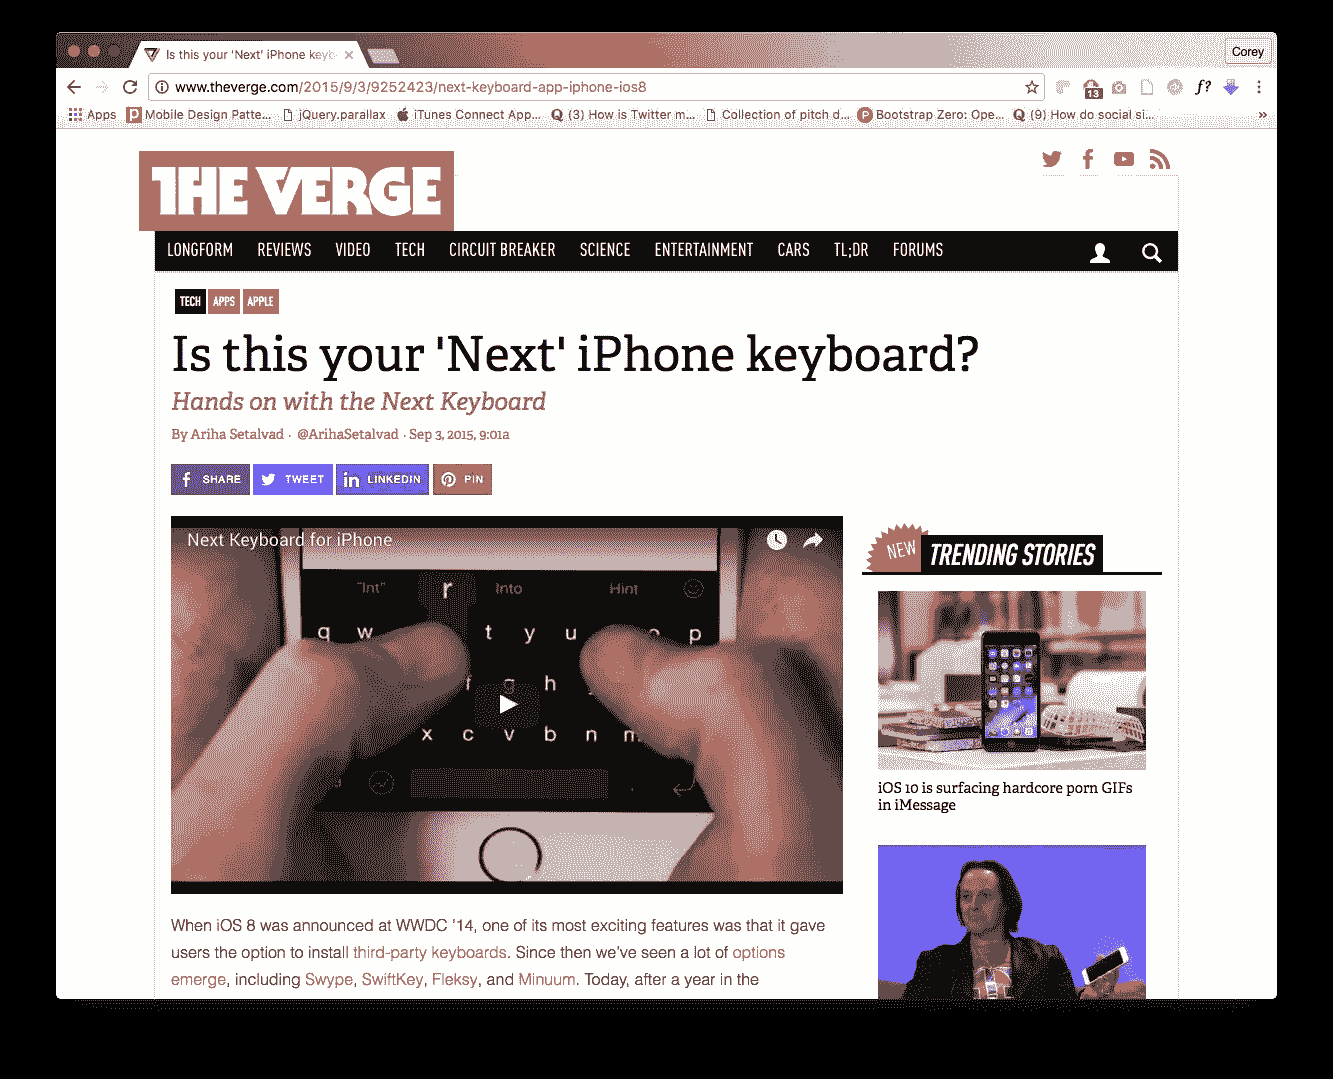 Is this your 'Next' iPhone keyb
Corey
www.theverge.com/2015/9/3/9252423/next-keyboard-app-iphone-ios8
13
f?
Apps
Mobile Design Patte...
jQuery.parallax
iTunes Connect App...
(3) How is Twitter m...
Collection of pitch d...
Bootstrap Zero: Ope...
(9) How do social si...
»
THE VERGE
LONGFORM REVIEWS VIDEO TECH CIRCUIT BREAKER SCIENCE ENTERTAINMENT CARS TL;DR FORUMS
TECH APPS APPLE
Is this your 'Next' iPhone keyboard?
Hands on with the Next Keyboard
By Ariha Setalvad · @ArihaSetalvad · Sep 3, 2015, 9:01a
SHARE TWEET LINKEDIN PIN
Next Keyboard for iPhone
"Int" r Into Hint
q w t y u o p
f g h
x c v b n m
NEW TRENDING STORIES
iOS 10 is surfacing hardcore porn GIFs
in iMessage
When iOS 8 was announced at WWDC '14, one of its most exciting features was that it gave
users the option to install third-party keyboards. Since then we've seen a lot of options
emerge, including Swype, SwiftKey, Fleksy, and Minuum. Today, after a year in the